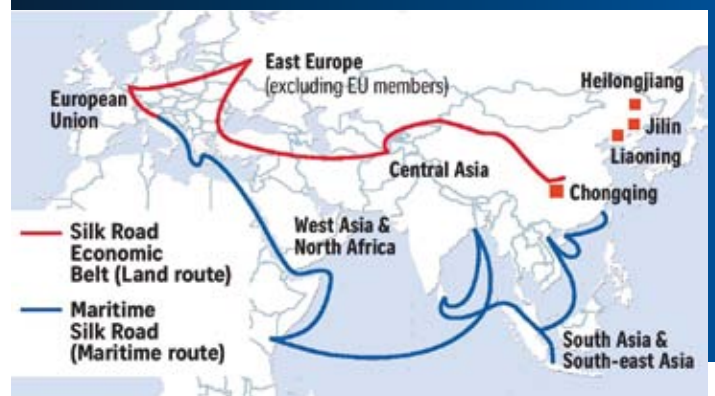 East Europe
(excluding EU members)
European
Union
Heilongjiang
Jilin
Liaoning
Central Asia
Chongqing
West Asia &
North Africa
Silk Road
Economic
Belt (Land route)
Maritime
Silk Road
(Maritime route)
South Asia &
South-east Asia